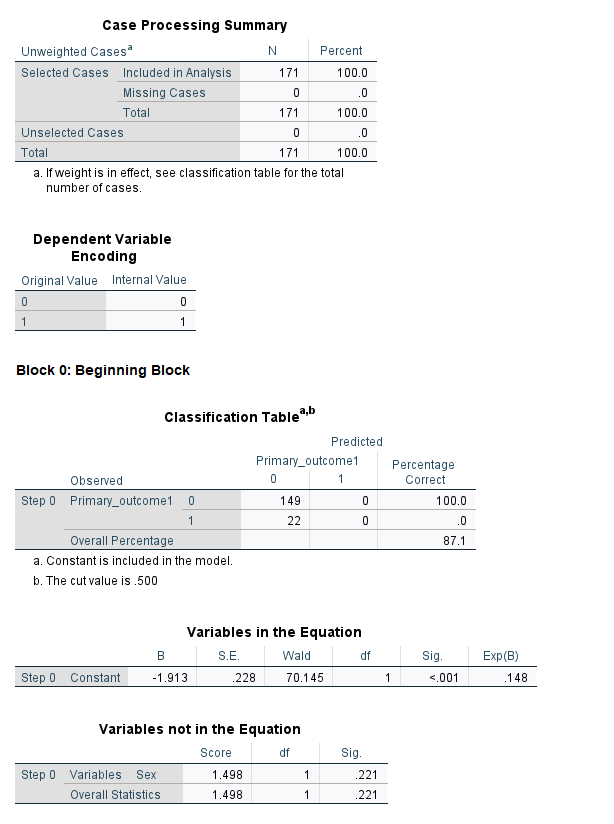 Case Processing Summary
Unweighted Casesa N Percent
Selected Cases Included in Analysis 171 100.0
Missing Cases 0 .0
Total 171 100.0
Unselected Cases 0 .0
Total 171 100.0
a. If weight is in effect, see classification table for the total
number of cases.
Dependent Variable
Encoding
Original Value Internal Value
0 0
1 1
Block 0: Beginning Block
Classification Tablea,b
Predicted
Primary_outcome1 Percentage
Observed 0 1 Correct
Step 0 Primary_outcome1 0 149 0 100.0
1 22 0 .0
Overall Percentage 87.1
a. Constant is included in the model.
b. The cut value is .500
Variables in the Equation
B S.E. Wald df Sig. Exp(B)
Step 0 Constant -1.913 .228 70.145 1 <.001 .148
Variables not in the Equation
Score df Sig.
Step 0 Variables Sex 1.498 1 .221
Overall Statistics 1.498 1 .221